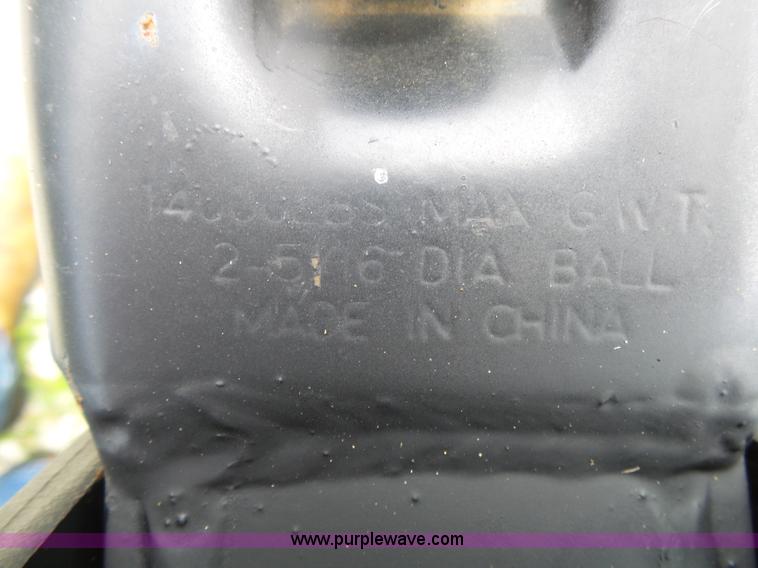 14000LBS MAX G.W.T.
2-5/16" DIA BALL
MADE IN CHINA
www.purplewave.com